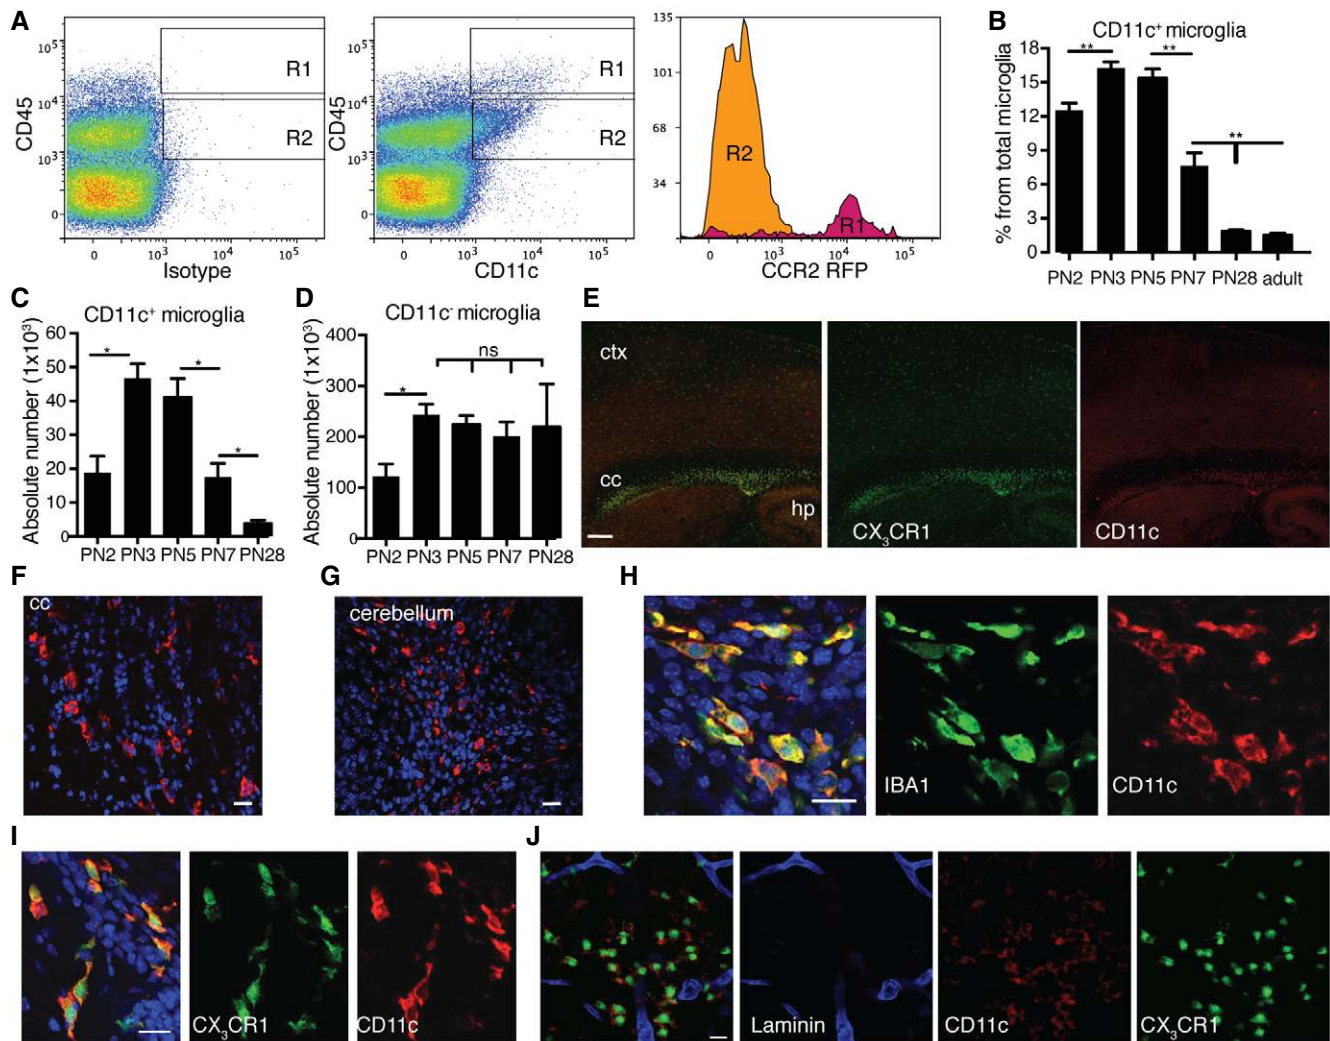 A
10⁵
10⁴
10³
0
CD45
R1
R2
0 10³ 10⁴ 10⁵
Isotype
10⁵
10⁴
10³
0
CD45
R1
R2
0 10³ 10⁴ 10⁵
CD11c
135
101
68
34
R2
R1
0 10³ 10⁴ 10⁵
CCR2 RFP
B
CD11c⁺ microglia
% from total microglia
18
15
12
9
6
3
0
** ** **
PN2 PN3 PN5 PN7 PN28 adult
C
CD11c⁺ microglia
Absolute number (1x10³)
60
50
40
30
20
10
0
* * *
PN2 PN3 PN5 PN7 PN28
D
CD11c⁻ microglia
Absolute number (1x10³)
400
300
200
100
0
* ns
PN2 PN3 PN5 PN7 PN28
E
ctx
cc
hp
CX₃CR1
CD11c
F
cc
G
cerebellum
H
IBA1
CD11c
I
CX₃CR1
CD11c
J
Laminin
CD11c
CX₃CR1